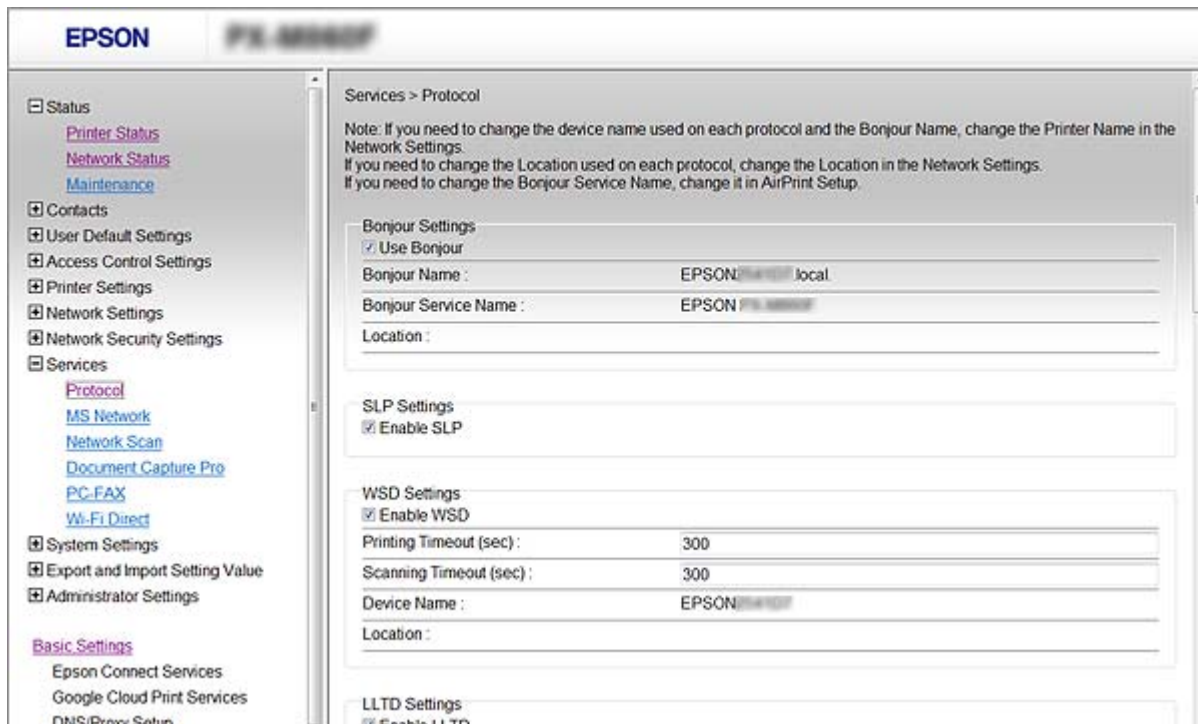 EPSON
Status
Printer Status
Network Status
Maintenance
Contacts
User Default Settings
Access Control Settings
Printer Settings
Network Settings
Network Security Settings
Services
Protocol
MS Network
Network Scan
Document Capture Pro
PC-FAX
Wi-Fi Direct
System Settings
Export and Import Setting Value
Administrator Settings
Basic Settings
Epson Connect Services
Google Cloud Print Services
DNS/Proxy Setup
Services > Protocol
Note: If you need to change the device name used on each protocol and the Bonjour Name, change the Printer Name in the
Network Settings.
If you need to change the Location used on each protocol, change the Location in the Network Settings.
If you need to change the Bonjour Service Name, change it in AirPrint Setup.
Bonjour Settings
Use Bonjour
Bonjour Name : EPSON .local.
Bonjour Service Name : EPSON
Location :
SLP Settings
Enable SLP
WSD Settings
Enable WSD
Printing Timeout (sec) : 300
Scanning Timeout (sec) : 300
Device Name : EPSON
Location :
LLTD Settings
Enable LLTD